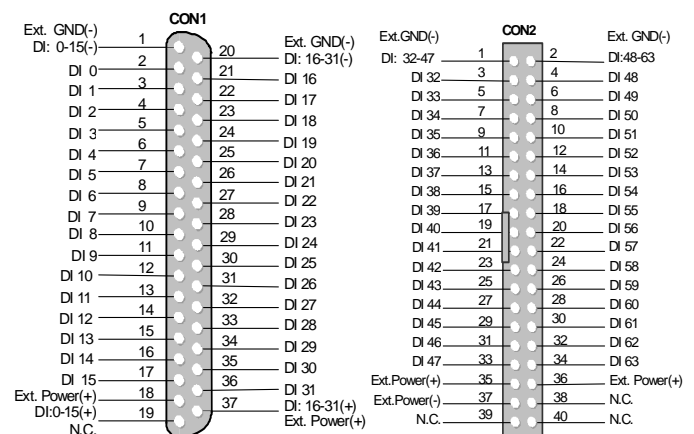 CON1
Ext. GND(-)
DI: 0-15(-)
1
20
Ext. GND(-)
DI: 16-31(-)
DI 0
2
21
DI 16
DI 1
3
22
DI 17
DI 2
4
23
DI 18
DI 3
5
24
DI 19
DI 4
6
25
DI 20
DI 5
7
26
DI 21
DI 6
8
27
DI 22
DI 7
9
28
DI 23
DI 8
10
29
DI 24
DI 9
11
30
DI 25
DI 10
12
31
DI 26
DI 11
13
32
DI 27
DI 12
14
33
DI 28
DI 13
15
34
DI 29
DI 14
16
35
DI 30
DI 15
17
36
DI 31
Ext. Power(+)
DI:0-15(+)
18
37
DI: 16-31(+)
Ext. Power(+)
N.C.
19
CON2
Ext.GND(-)
DI: 32-47
1
2
Ext. GND(-)
DI:48-63
DI 32
3
4
DI 48
DI 33
5
6
DI 49
DI 34
7
8
DI 50
DI 35
9
10
DI 51
DI 36
11
12
DI 52
DI 37
13
14
DI 53
DI 38
15
16
DI 54
DI 39
17
18
DI 55
DI 40
19
20
DI 56
DI 41
21
22
DI 57
DI 42
23
24
DI 58
DI 43
25
26
DI 59
DI 44
27
28
DI 60
DI 45
29
30
DI 61
DI 46
31
32
DI 62
DI 47
33
34
DI 63
Ext.Power(+)
35
36
Ext. Power(+)
Ext.Power(-)
37
38
N.C.
N.C.
39
40
N.C.